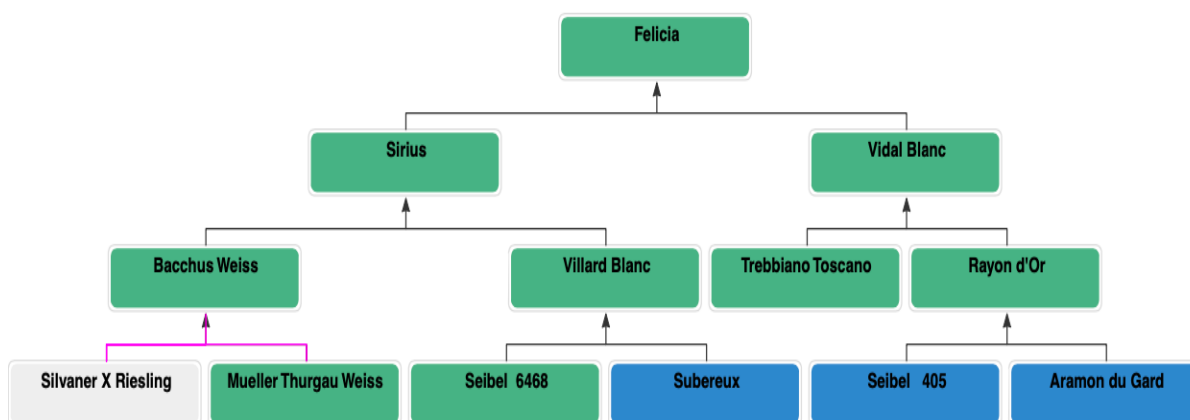 Felicia
Sirius
Vidal Blanc
Bacchus Weiss
Villard Blanc
Trebbiano Toscano
Rayon d'Or
Silvaner X Riesling
Mueller Thurgau Weiss
Seibel 6468
Subereux
Seibel 405
Aramon du Gard